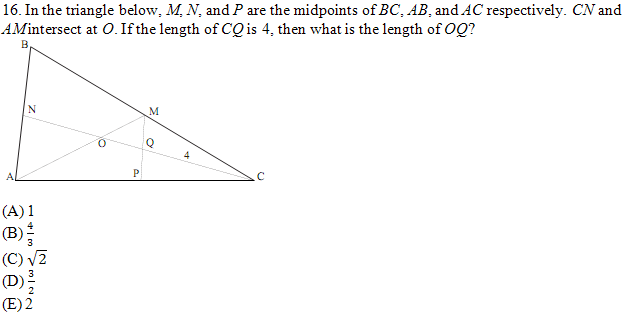 16. In the triangle below, M, N, and P are the midpoints of BC, AB, and AC respectively. CN and
AM intersect at O. If the length of CQ is 4, then what is the length of OQ?
B
N
M
O
Q
4
A
P
C
(A) 1
(B) 4/3
(C) √2
(D) 3/2
(E) 2